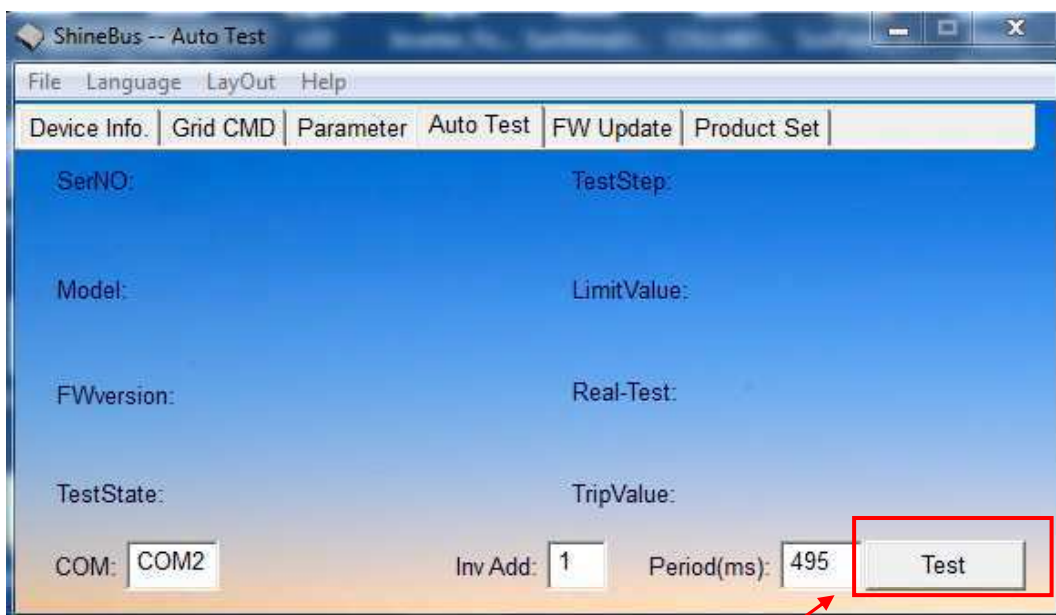 ShineBus -- Auto Test
File Language LayOut Help
Device Info. Grid CMD Parameter Auto Test FW Update Product Set
SerNO: TestStep:
Model: LimitValue:
FWversion: Real-Test:
TestState: TripValue:
COM: COM2 Inv Add: 1 Period(ms): 495 Test